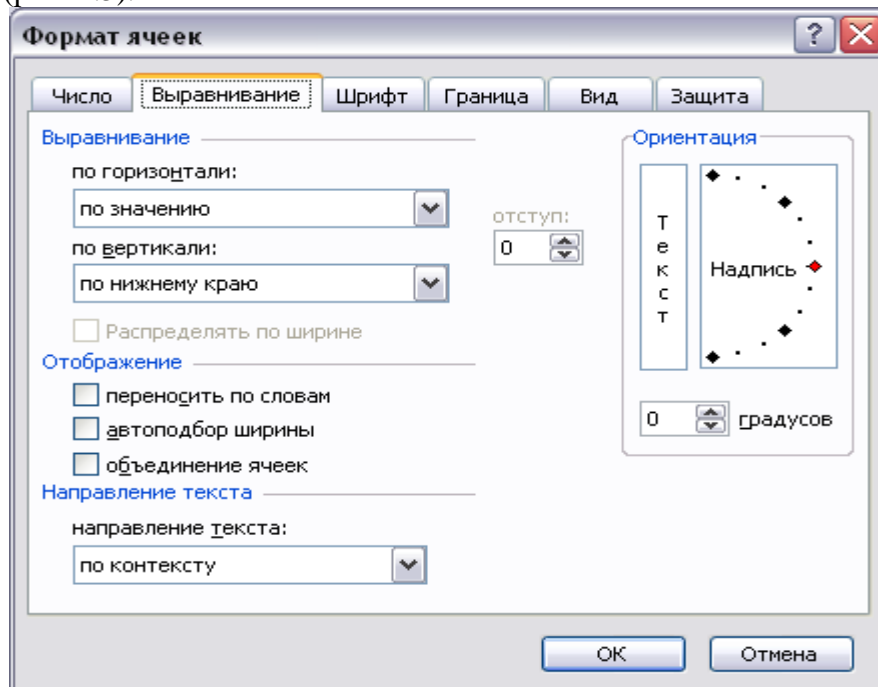 Формат ячеек
?
Число Выравнивание Шрифт Граница Вид Защита
Выравнивание
по горизонтали:
по значению
отступ:
0
по вертикали:
по нижнему краю
Распределять по ширине
Отображение
переносить по словам
автоподбор ширины
объединение ячеек
Направление текста
направление текста:
по контексту
Ориентация
Текст
Надпись
0 градусов
ОК Отмена